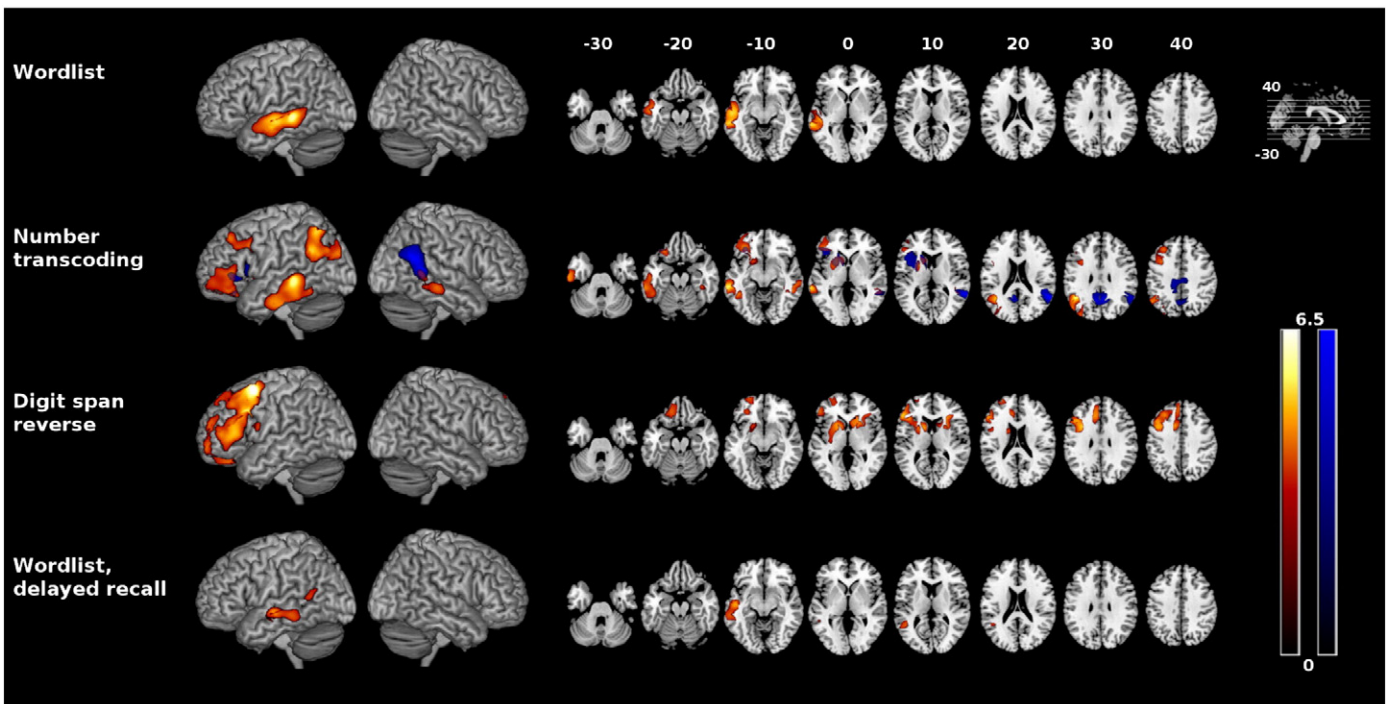 -30 -20 -10 0 10 20 30 40
Wordlist
40
-30
Number
transcoding
6.5
Digit span
reverse
Wordlist,
delayed recall
0